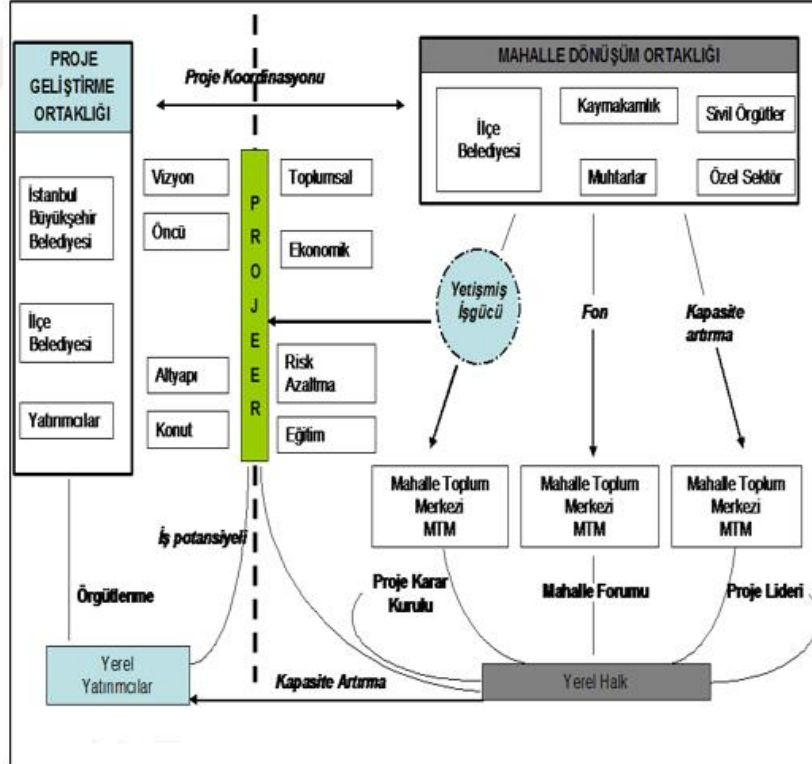 PROJE
GELİŞTİRME
ORTAKLIĞI
İstanbul
Büyükşehir
Belediyesi
İlçe
Belediyesi
Yatırımcılar
Proje Koordinasyonu
Vizyon
Öncü
Altyapı
Konut
P
R
O
J
E
E
R
Toplumsal
Ekonomik
Risk
Azaltma
Eğitim
MAHALLE DÖNÜŞÜM ORTAKLIĞI
İlçe
Belediyesi
Kaymakamlık
Sivil Örgütler
Muhtarlar
Özel Sektör
Yetişmiş
İşgücü
Fon
Kapasite
artırma
Mahalle Toplum
Merkezi
MTM
Mahalle Toplum
Merkezi
MTM
Mahalle Toplum
Merkezi
MTM
İş potansiyeli
Örgütlenme
Proje Karar
Kurulu
Mahalle Forumu
Proje Lideri
Yerel
Yatırımcılar
Kapasite Artırma
Yerel Halk